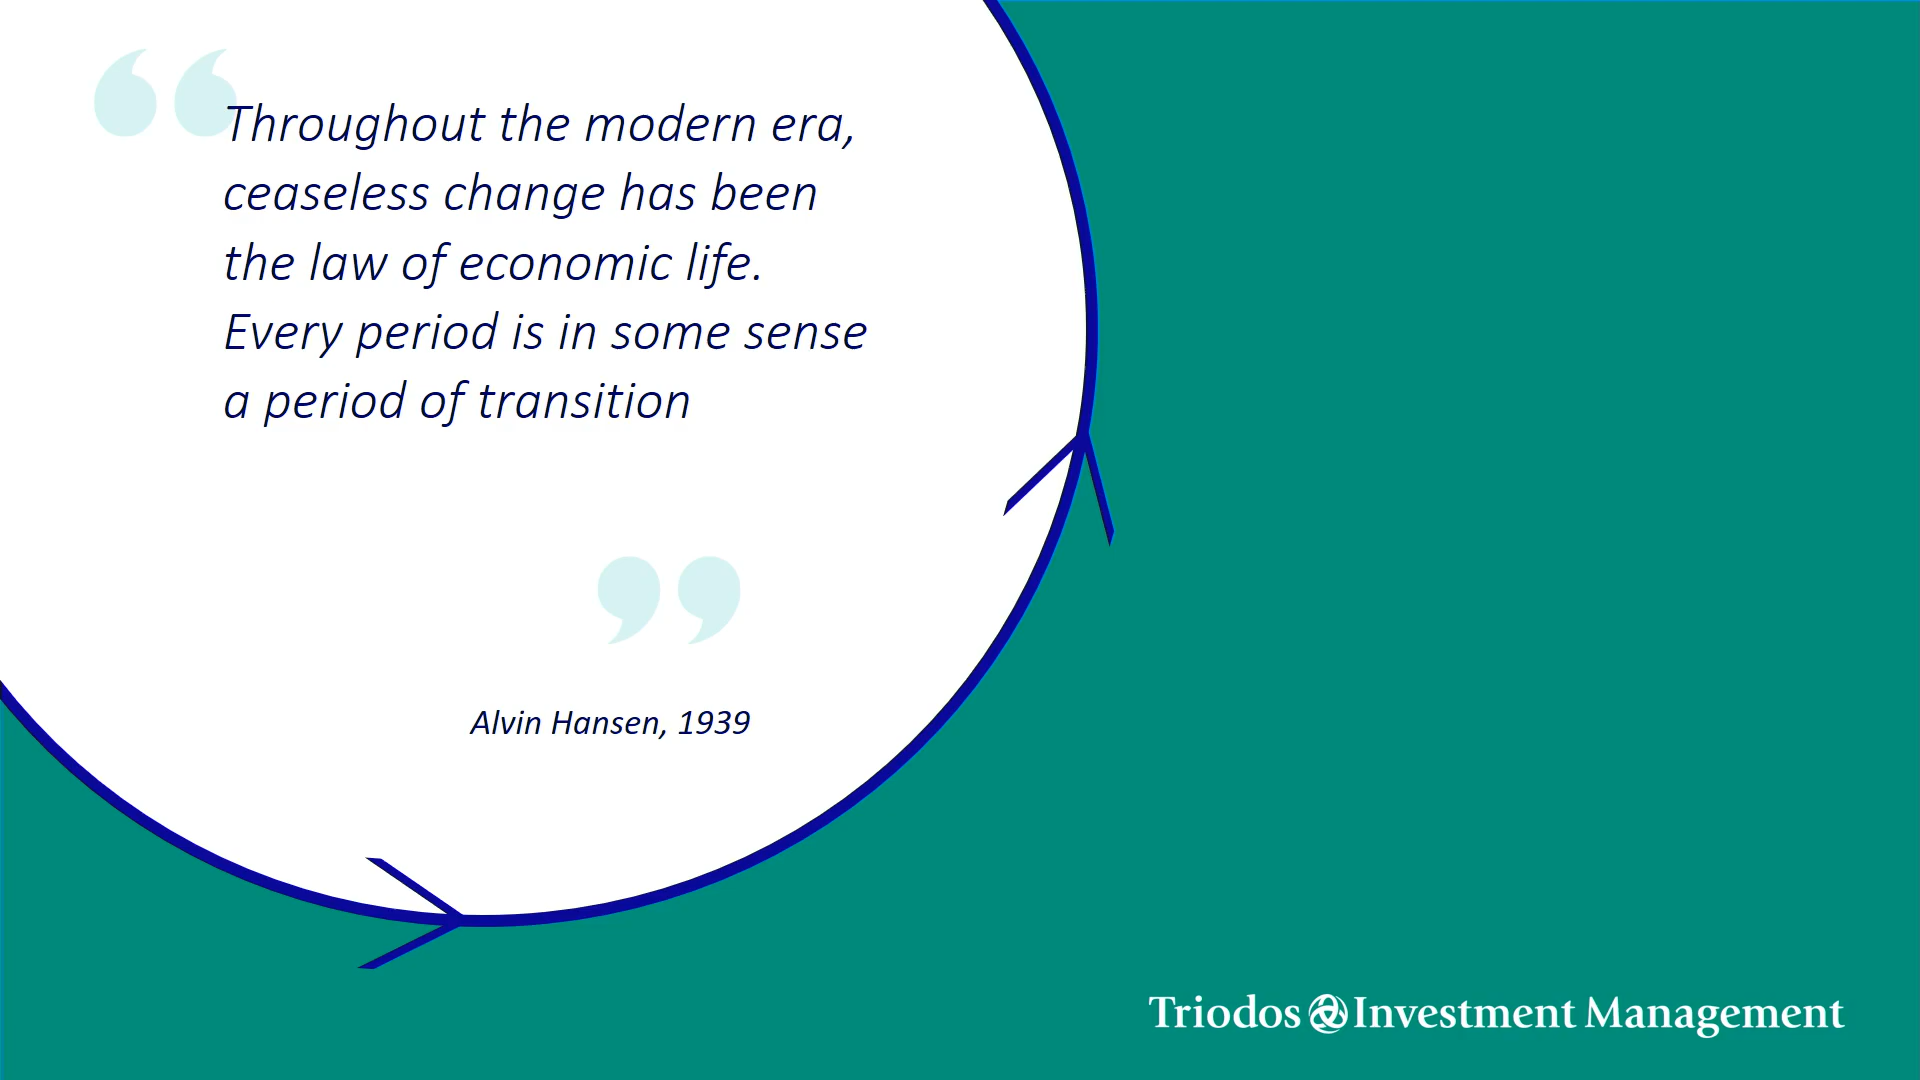 Throughout the modern era,
ceaseless change has been
the law of economic life.
Every period is in some sense
a period of transition
Alvin Hansen, 1939
Triodos Investment Management